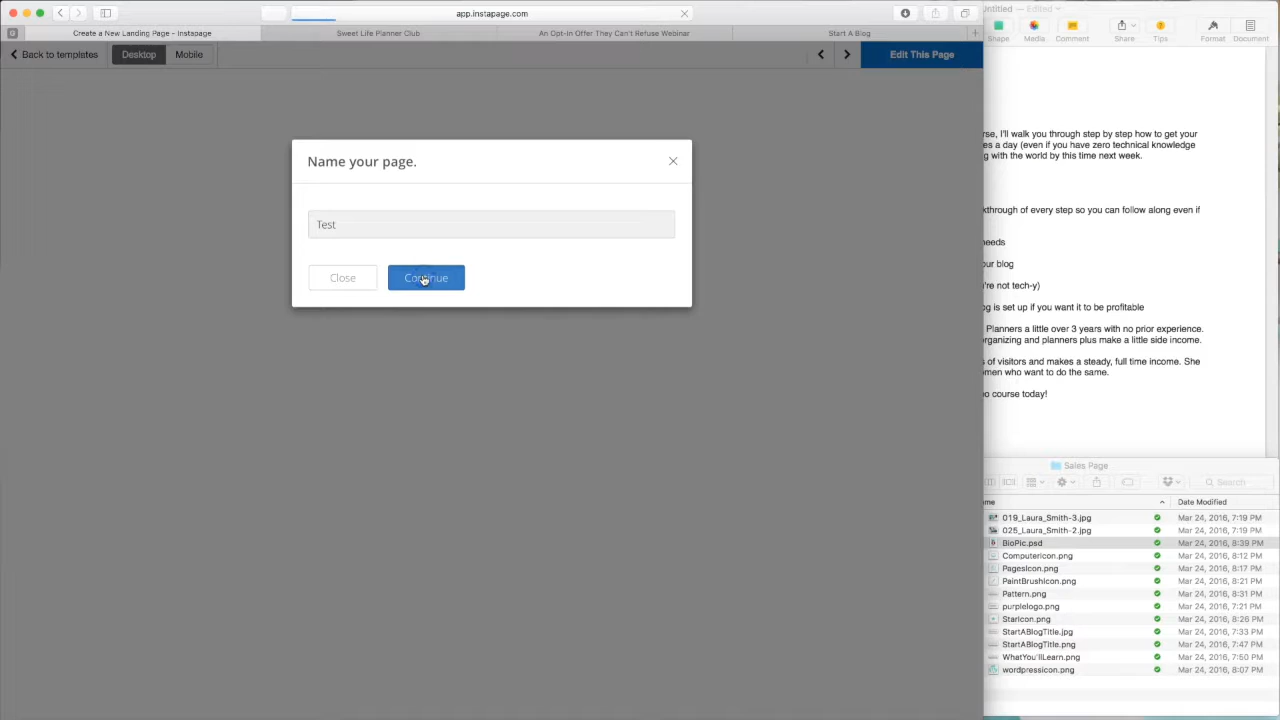 app.instapage.com
Create a New Landing Page - Instapage
Sweet Life Planner Club
An Opt-In Offer They Can't Refuse Webinar
Start A Blog
Back to templates
Desktop
Mobile
Edit This Page
Name your page.
Test
Close
Continue
Untitled — Edited
Shape
Media
Comment
Share
Tips
Format
Document
rse, I'll walk you through step by step how to get your
es a day (even if you have zero technical knowledge
g with the world by this time next week.
kthrough of every step so you can follow along even if
needs
our blog
u're not tech-y)
og is set up if you want it to be profitable
Planners a little over 3 years with no prior experience.
organizing and planners plus make a little side income.
s of visitors and makes a steady, full time income. She
omen who want to do the same.
oo course today!
Sales Page
Search
me
Date Modified
019_Laura_Smith-3.jpg Mar 24, 2016, 7:19 PM
025_Laura_Smith-2.jpg Mar 24, 2016, 7:19 PM
BioPic.psd Mar 24, 2016, 8:39 PM
ComputerIcon.png Mar 24, 2016, 8:12 PM
PagesIcon.png Mar 24, 2016, 8:17 PM
PaintBrushIcon.png Mar 24, 2016, 8:21 PM
Pattern.png Mar 24, 2016, 8:31 PM
purplelogo.png Mar 24, 2016, 7:21 PM
StarIcon.png Mar 24, 2016, 8:26 PM
StartABlogTitle.jpg Mar 24, 2016, 7:33 PM
StartABlogTitle.png Mar 24, 2016, 7:47 PM
WhatYou'llLearn.png Mar 24, 2016, 7:50 PM
wordpressicon.png Mar 24, 2016, 8:07 PM